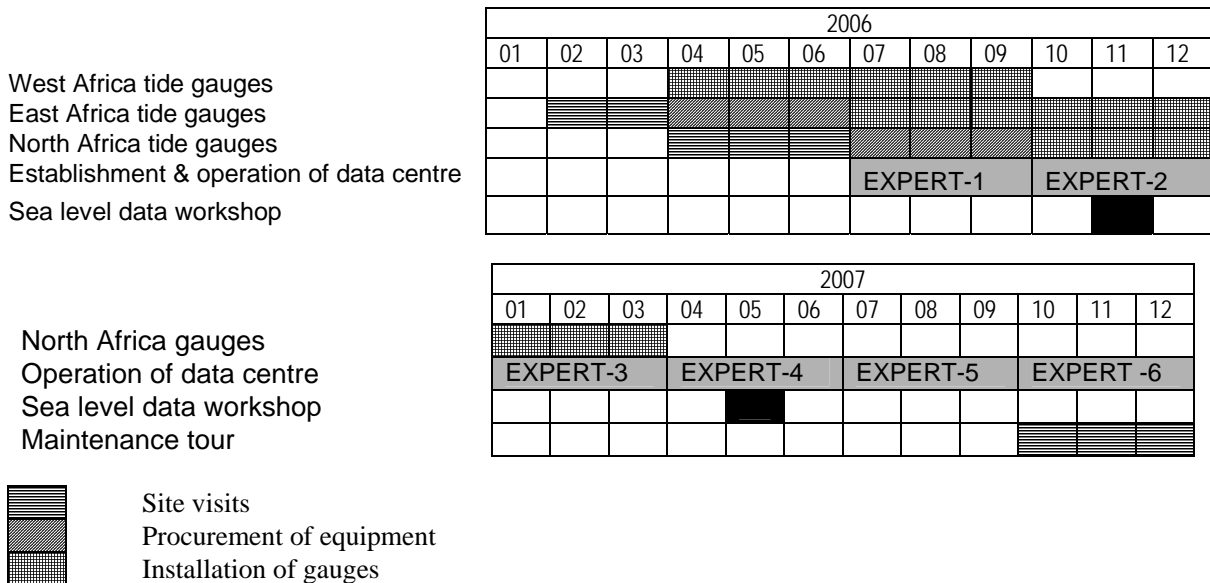 2006
01 02 03 04 05 06 07 08 09 10 11 12
West Africa tide gauges
East Africa tide gauges
North Africa tide gauges
Establishment & operation of data centre EXPERT-1 EXPERT-2
Sea level data workshop
2007
01 02 03 04 05 06 07 08 09 10 11 12
North Africa gauges
Operation of data centre EXPERT-3 EXPERT-4 EXPERT-5 EXPERT -6
Sea level data workshop
Maintenance tour
Site visits
Procurement of equipment
Installation of gauges